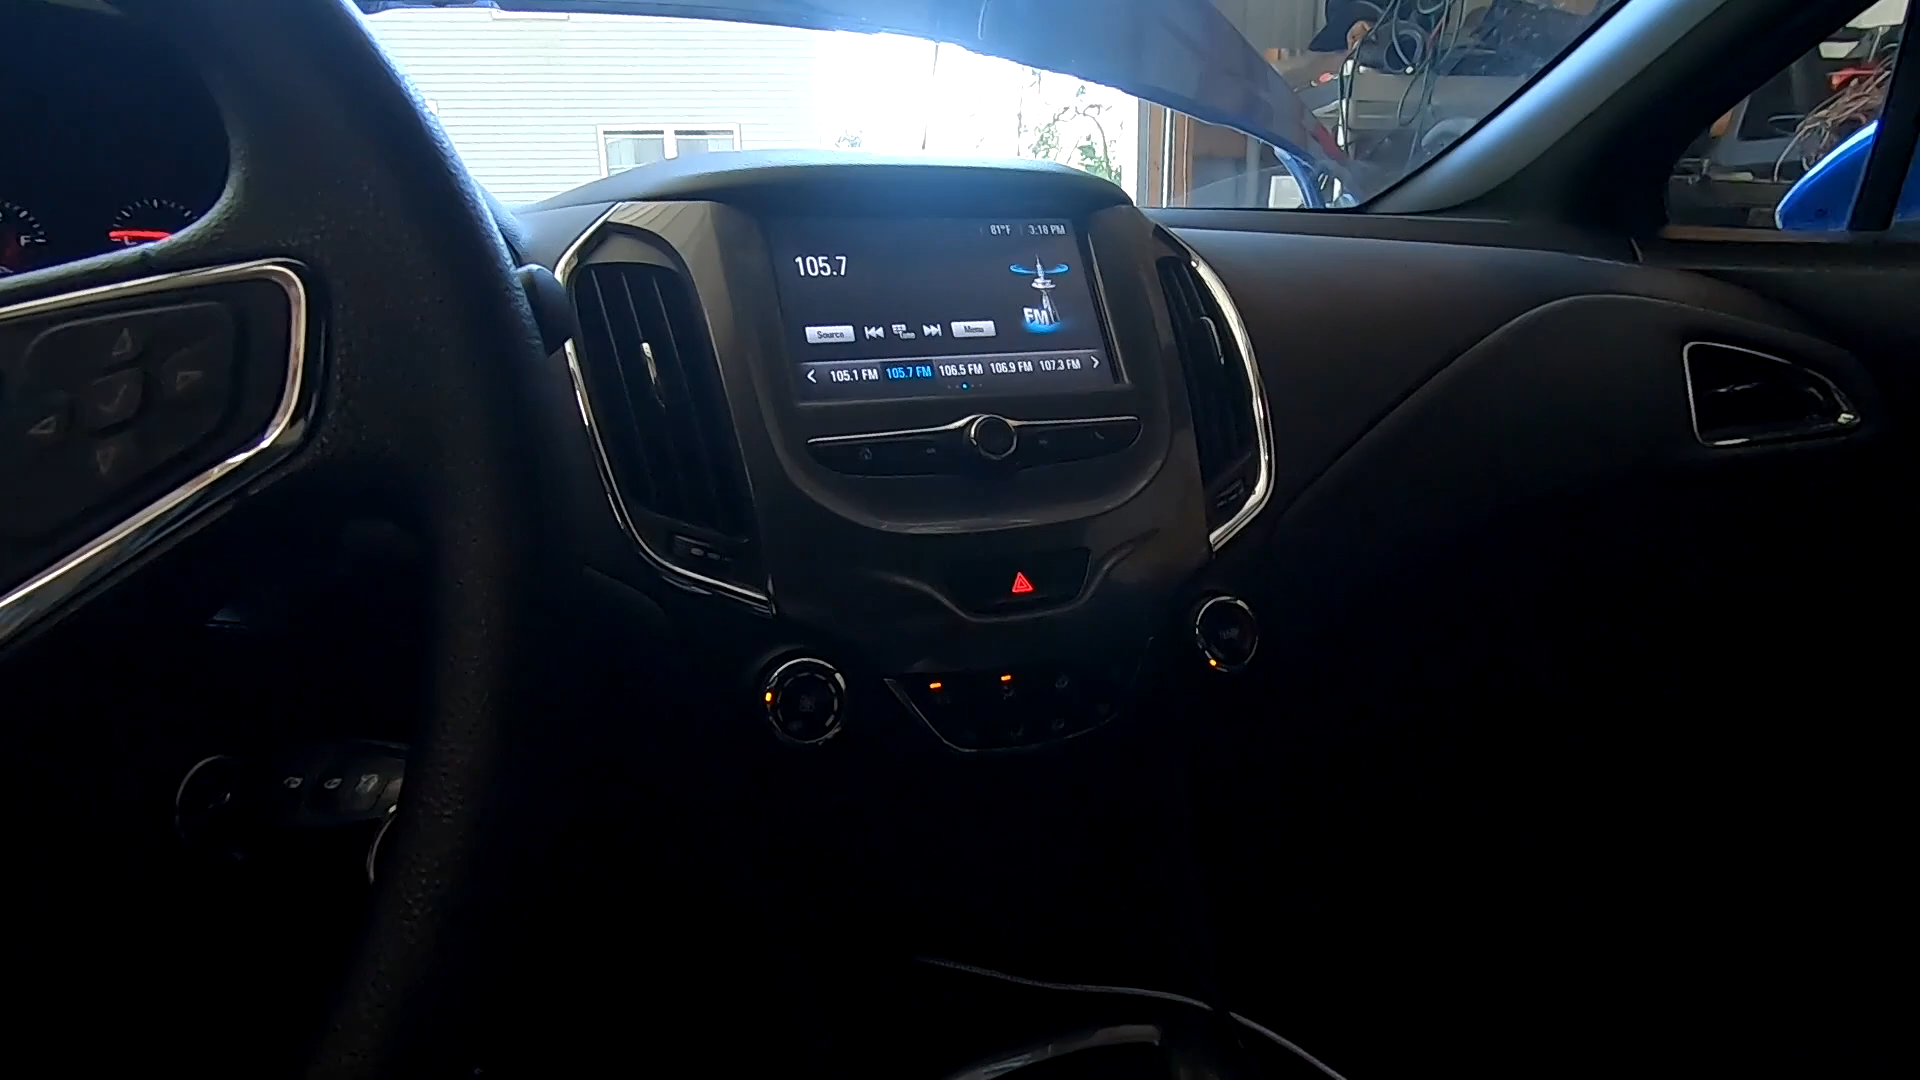 81°F 3:18 PM
105.7
FM
Source Tune Menu
105.1 FM 105.7 FM 106.5 FM 106.9 FM 107.3 FM
F